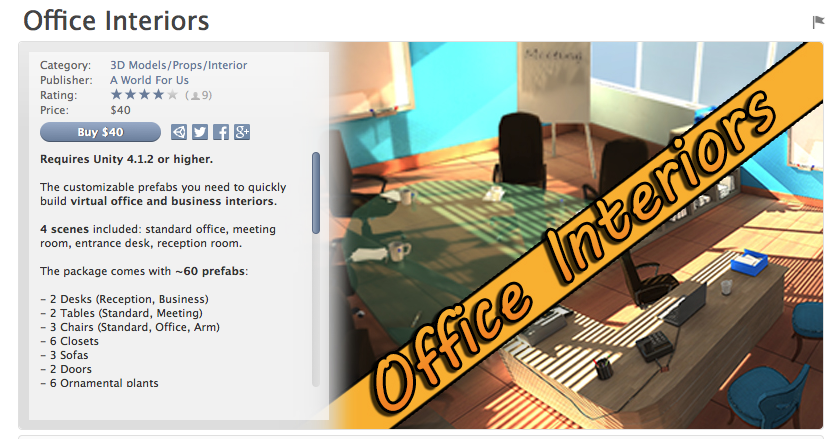 Office Interiors
Category: 3D Models/Props/Interior
Publisher: A World For Us
Rating: ★★★★★ (9)
Price: $40
Buy $40
Requires Unity 4.1.2 or higher.
The customizable prefabs you need to quickly
build virtual office and business interiors.
4 scenes included: standard office, meeting
room, entrance desk, reception room.
The package comes with ~60 prefabs:
– 2 Desks (Reception, Business)
– 2 Tables (Standard, Meeting)
– 3 Chairs (Standard, Office, Arm)
– 6 Closets
– 3 Sofas
– 2 Doors
– 6 Ornamental plants
Meeting
Office Interiors